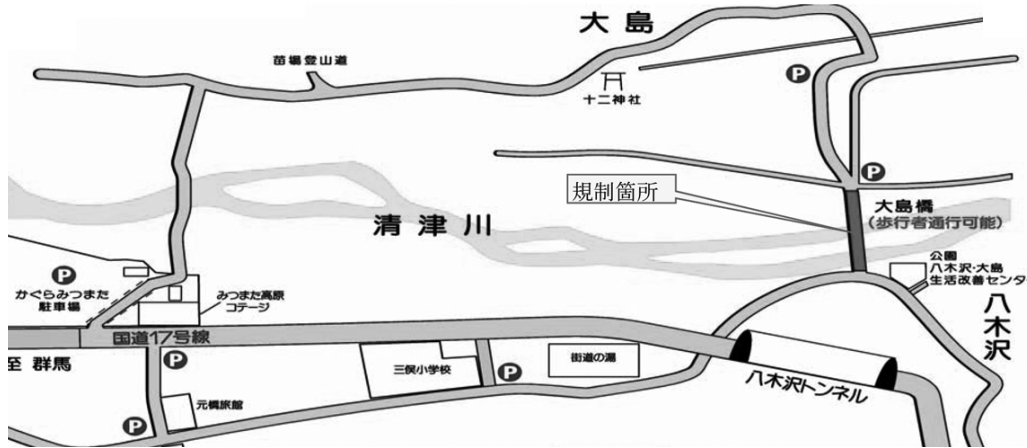 大島
苗場登山道
P
十二神社
P
規制箇所
大島橋
(歩行者通行可能)
清津川
公園
八木沢・大島
生活改善センタ
八木沢
P
かぐらみつまた
駐車場
みつまた高原
コテージ
国道17号線
至 群馬
P
三俣小学校
P
街道の湯
八木沢トンネル
元橋旅館
P